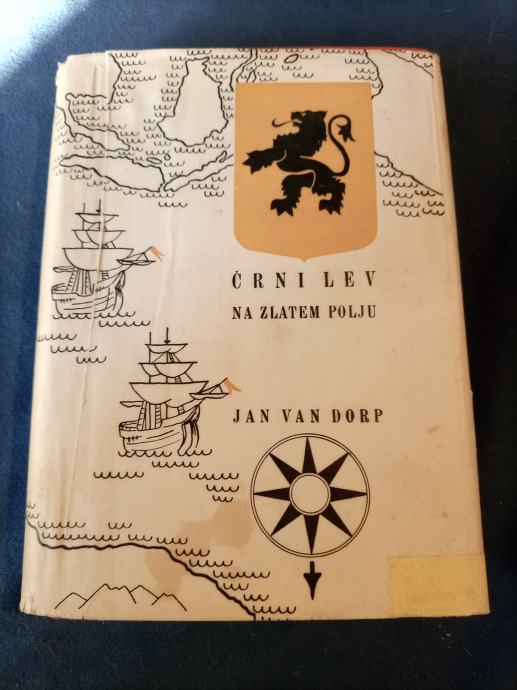 ČRNI LEV
NA ZLATEM POLJU
JAN VAN DORP